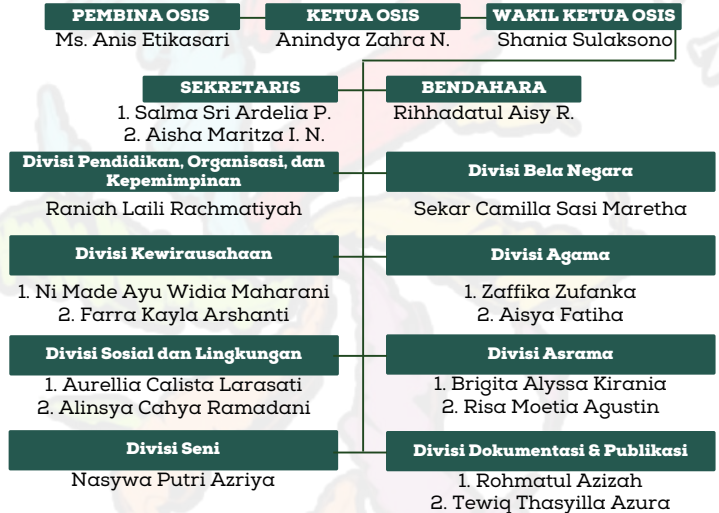 PEMBINA OSIS
Ms. Anis Etikasari
KETUA OSIS
Anindya Zahra N.
WAKIL KETUA OSIS
Shania Sulaksono
SEKRETARIS
1. Salma Sri Ardelia P.
2. Aisha Maritza I. N.
BENDAHARA
Rihhadatul Aisy R.
Divisi Pendidikan, Organisasi, dan
Kepemimpinan
Raniah Laili Rachmatiyah
Divisi Bela Negara
Sekar Camilla Sasi Maretha
Divisi Kewirausahaan
1. Ni Made Ayu Widia Maharani
2. Farra Kayla Arshanti
Divisi Agama
1. Zaffika Zufanka
2. Aisya Fatiha
Divisi Sosial dan Lingkungan
1. Aurellia Calista Larasati
2. Alinsya Cahya Ramadani
Divisi Asrama
1. Brigita Alyssa Kirania
2. Risa Moetia Agustin
Divisi Seni
Nasywa Putri Azriya
Divisi Dokumentasi & Publikasi
1. Rohmatul Azizah
2. Tewiq Thasyilla Azura